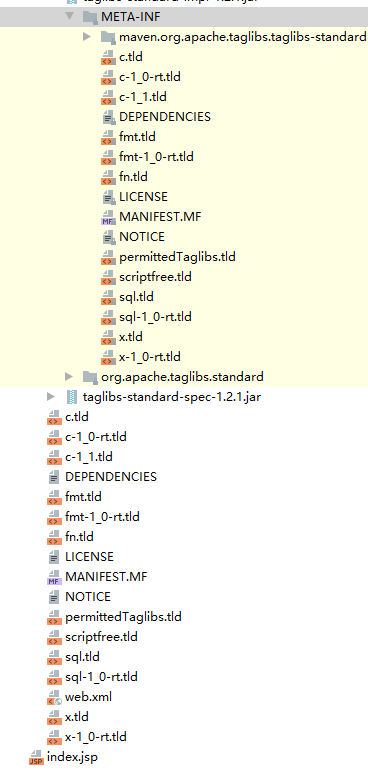 META-INF
maven.org.apache.taglibs.taglibs-standard
c.tld
c-1_0-rt.tld
c-1_1.tld
DEPENDENCIES
fmt.tld
fmt-1_0-rt.tld
fn.tld
LICENSE
MF MANIFEST.MF
NOTICE
permittedTaglibs.tld
scriptfree.tld
sql.tld
sql-1_0-rt.tld
x.tld
x-1_0-rt.tld
org.apache.taglibs.standard
taglibs-standard-spec-1.2.1.jar
c.tld
c-1_0-rt.tld
c-1_1.tld
DEPENDENCIES
fmt.tld
fmt-1_0-rt.tld
fn.tld
LICENSE
MF MANIFEST.MF
NOTICE
permittedTaglibs.tld
scriptfree.tld
sql.tld
sql-1_0-rt.tld
web.xml
x.tld
x-1_0-rt.tld
JSP index.jsp